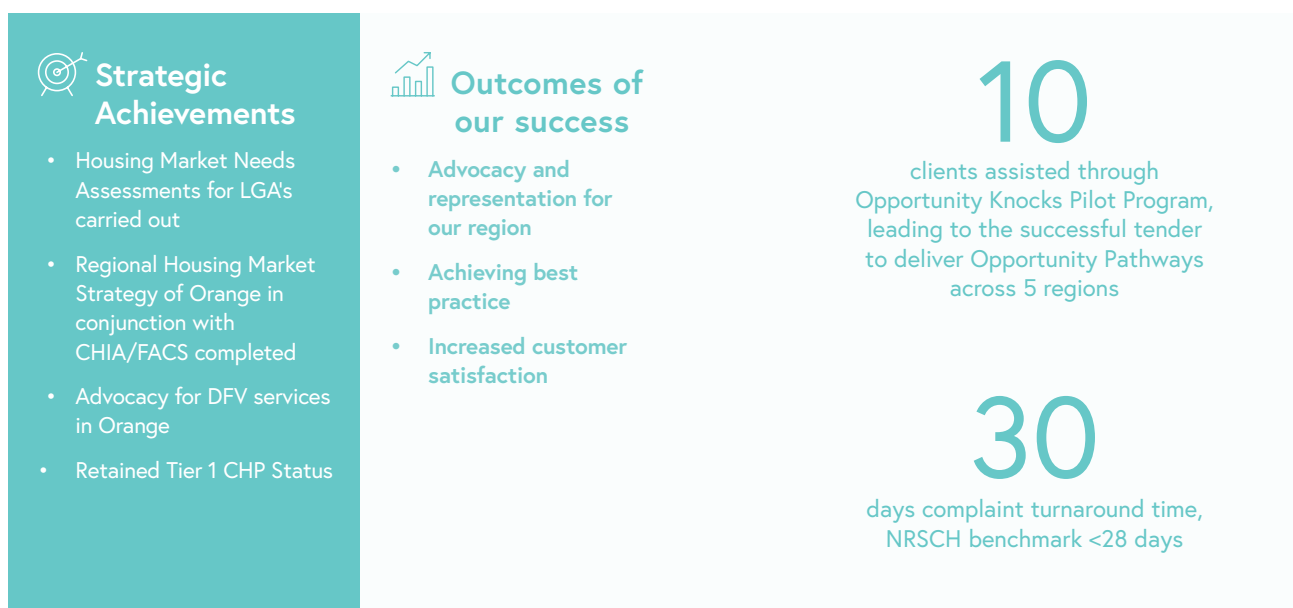 Strategic
Achievements
• Housing Market Needs
Assessments for LGA's
carried out
• Regional Housing Market
Strategy of Orange in
conjunction with
CHIA/FACS completed
• Advocacy for DFV services
in Orange
• Retained Tier 1 CHP Status
Outcomes of
our success
• Advocacy and
representation for
our region
• Achieving best
practice
• Increased customer
satisfaction
10
clients assisted through
Opportunity Knocks Pilot Program,
leading to the successful tender
to deliver Opportunity Pathways
across 5 regions
30
days complaint turnaround time,
NRSCH benchmark <28 days